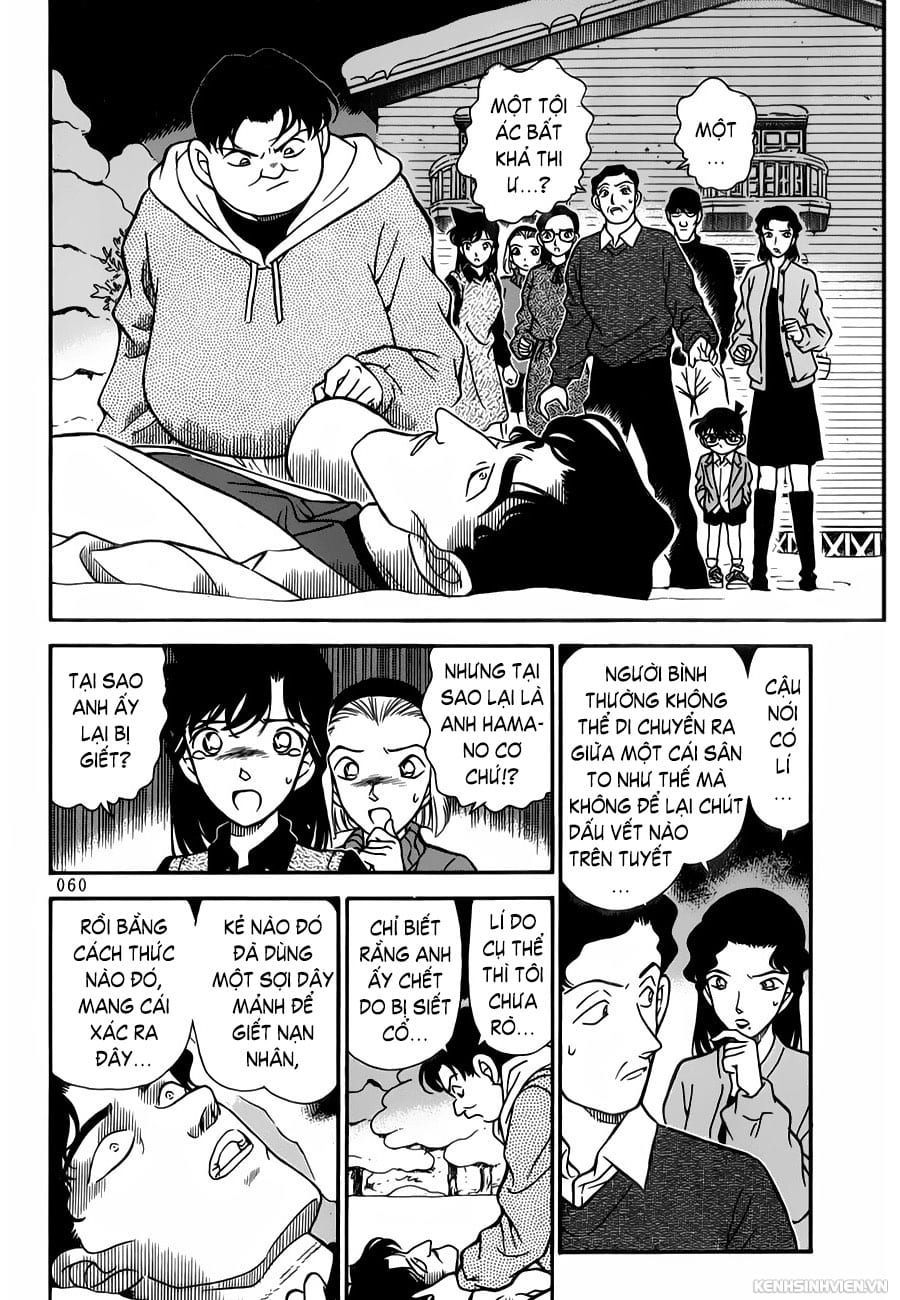 MỘT
...
MỘT TỘI
ÁC BẤT
KHẢ THI
Ư...?
CẬU
NÓI
CÓ
LÍ
...
NGƯỜI BÌNH
THƯỜNG KHÔNG
THỂ DI CHUYỂN RA
GIỮA MỘT CÁI SÂN
TO NHƯ THẾ MÀ
KHÔNG ĐỂ LẠI CHÚT
DẤU VẾT NÀO
TRÊN TUYẾT
...
NHƯNG TẠI
SAO LẠI LÀ
ANH HAMA-
NO CƠ
CHỨ!?
TẠI SAO
ANH ẤY
LẠI BỊ
GIẾT?
060
LÍ DO
CỤ THỂ
THÌ TÔI
CHƯA
RÕ...
CHỈ BIẾT
RẰNG ANH
ẤY CHẾT
DO BỊ SIẾT
CỔ...
KẺ NÀO ĐÓ
ĐÃ DÙNG
MỘT SỢI DÂY
MẢNH ĐỂ
GIẾT NẠN
NHÂN,
RỒI BẰNG
CÁCH THỨC
NÀO ĐÓ,
MANG CÁI
XÁC RA
ĐÂY...
KENHSINHVIEN.VN